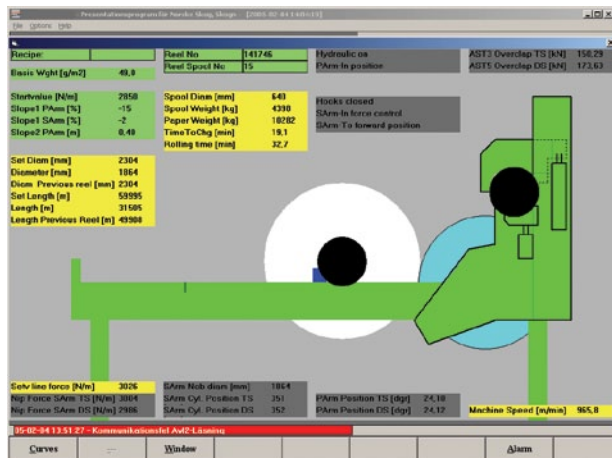 Presentationsprogram för Norske Skog, Skogn - [2005-02-04 14:04:13]
File Options Help
Recipe:
Reel No 141746
Reel Spool No 15
Hydraulic on
PArm-In position
AST3 Overclap TS [kN] 150,29
AST5 Overclap DS [kN] 173,63
Basis Wght [g/m2] 49,0
Startvalue [N/m] 2850
Slope1 PArm [%] -15
Slope1 SArm [%] -2
Slope2 PArm [m] 0,40
Spool Diam [mm] 640
Spool Weight [kg] 4390
Paper Weight [kg] 10282
TimeToChg [min] 19,1
Rolling time [min] 32,7
Hooks closed
SArm-In force control
SArm-To forward position
Set Diam [mm] 2304
Diameter [mm] 1864
Diam Previous reel [mm] 2304
Set Length [m] 59995
Length [m] 31505
Length Previous Reel [m] 49908
Setv line force [N/m] 3026
Nip Force SArm TS [N/m] 3004
Nip Force SArm DS [N/m] 2986
SArm Nob diam [mm] 1864
SArm Cyl. Position TS 351
SArm Cyl. Position DS 352
PArm Position TS [dgr] 24,10
PArm Position DS [dgr] 24,12
Machine Speed [m/min] 965,8
05-02-04 13:51:27 - Kommunikationsfel Avl2-Läsning
Curves
Window
Alarm